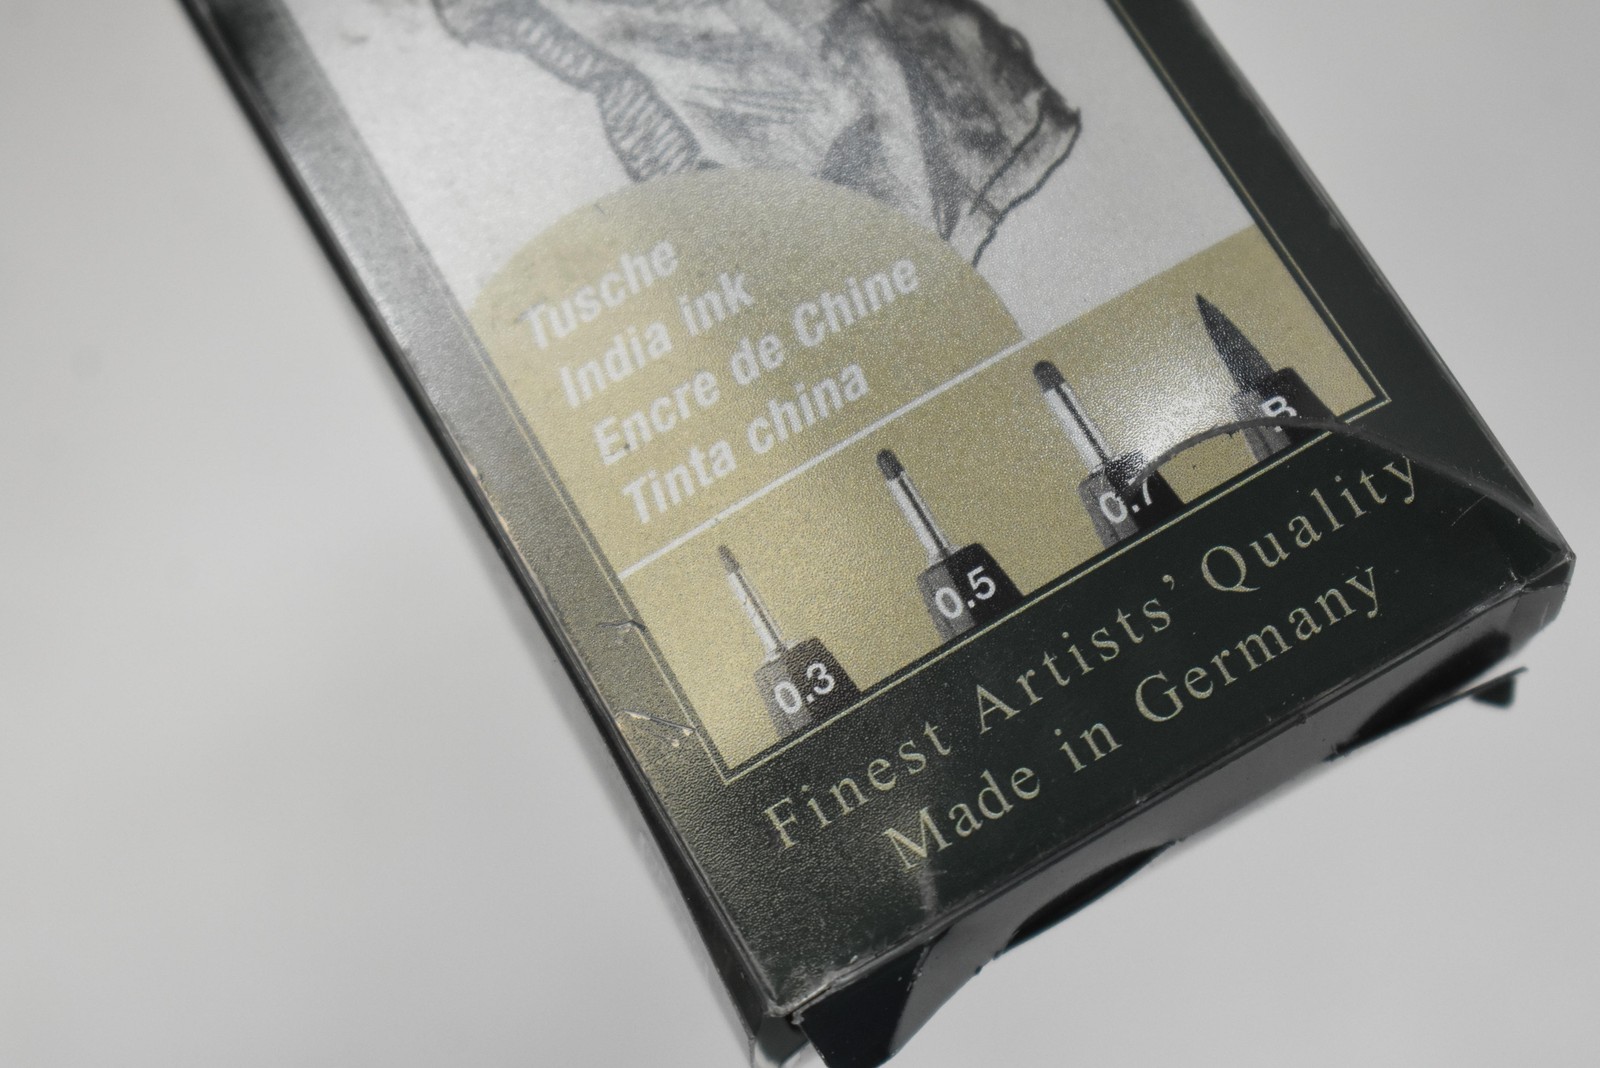 Tusche
India ink
Encre de Chine
Tinta china
0.3
0.5
0.7
B
Finest Artists' Quality
Made in Germany